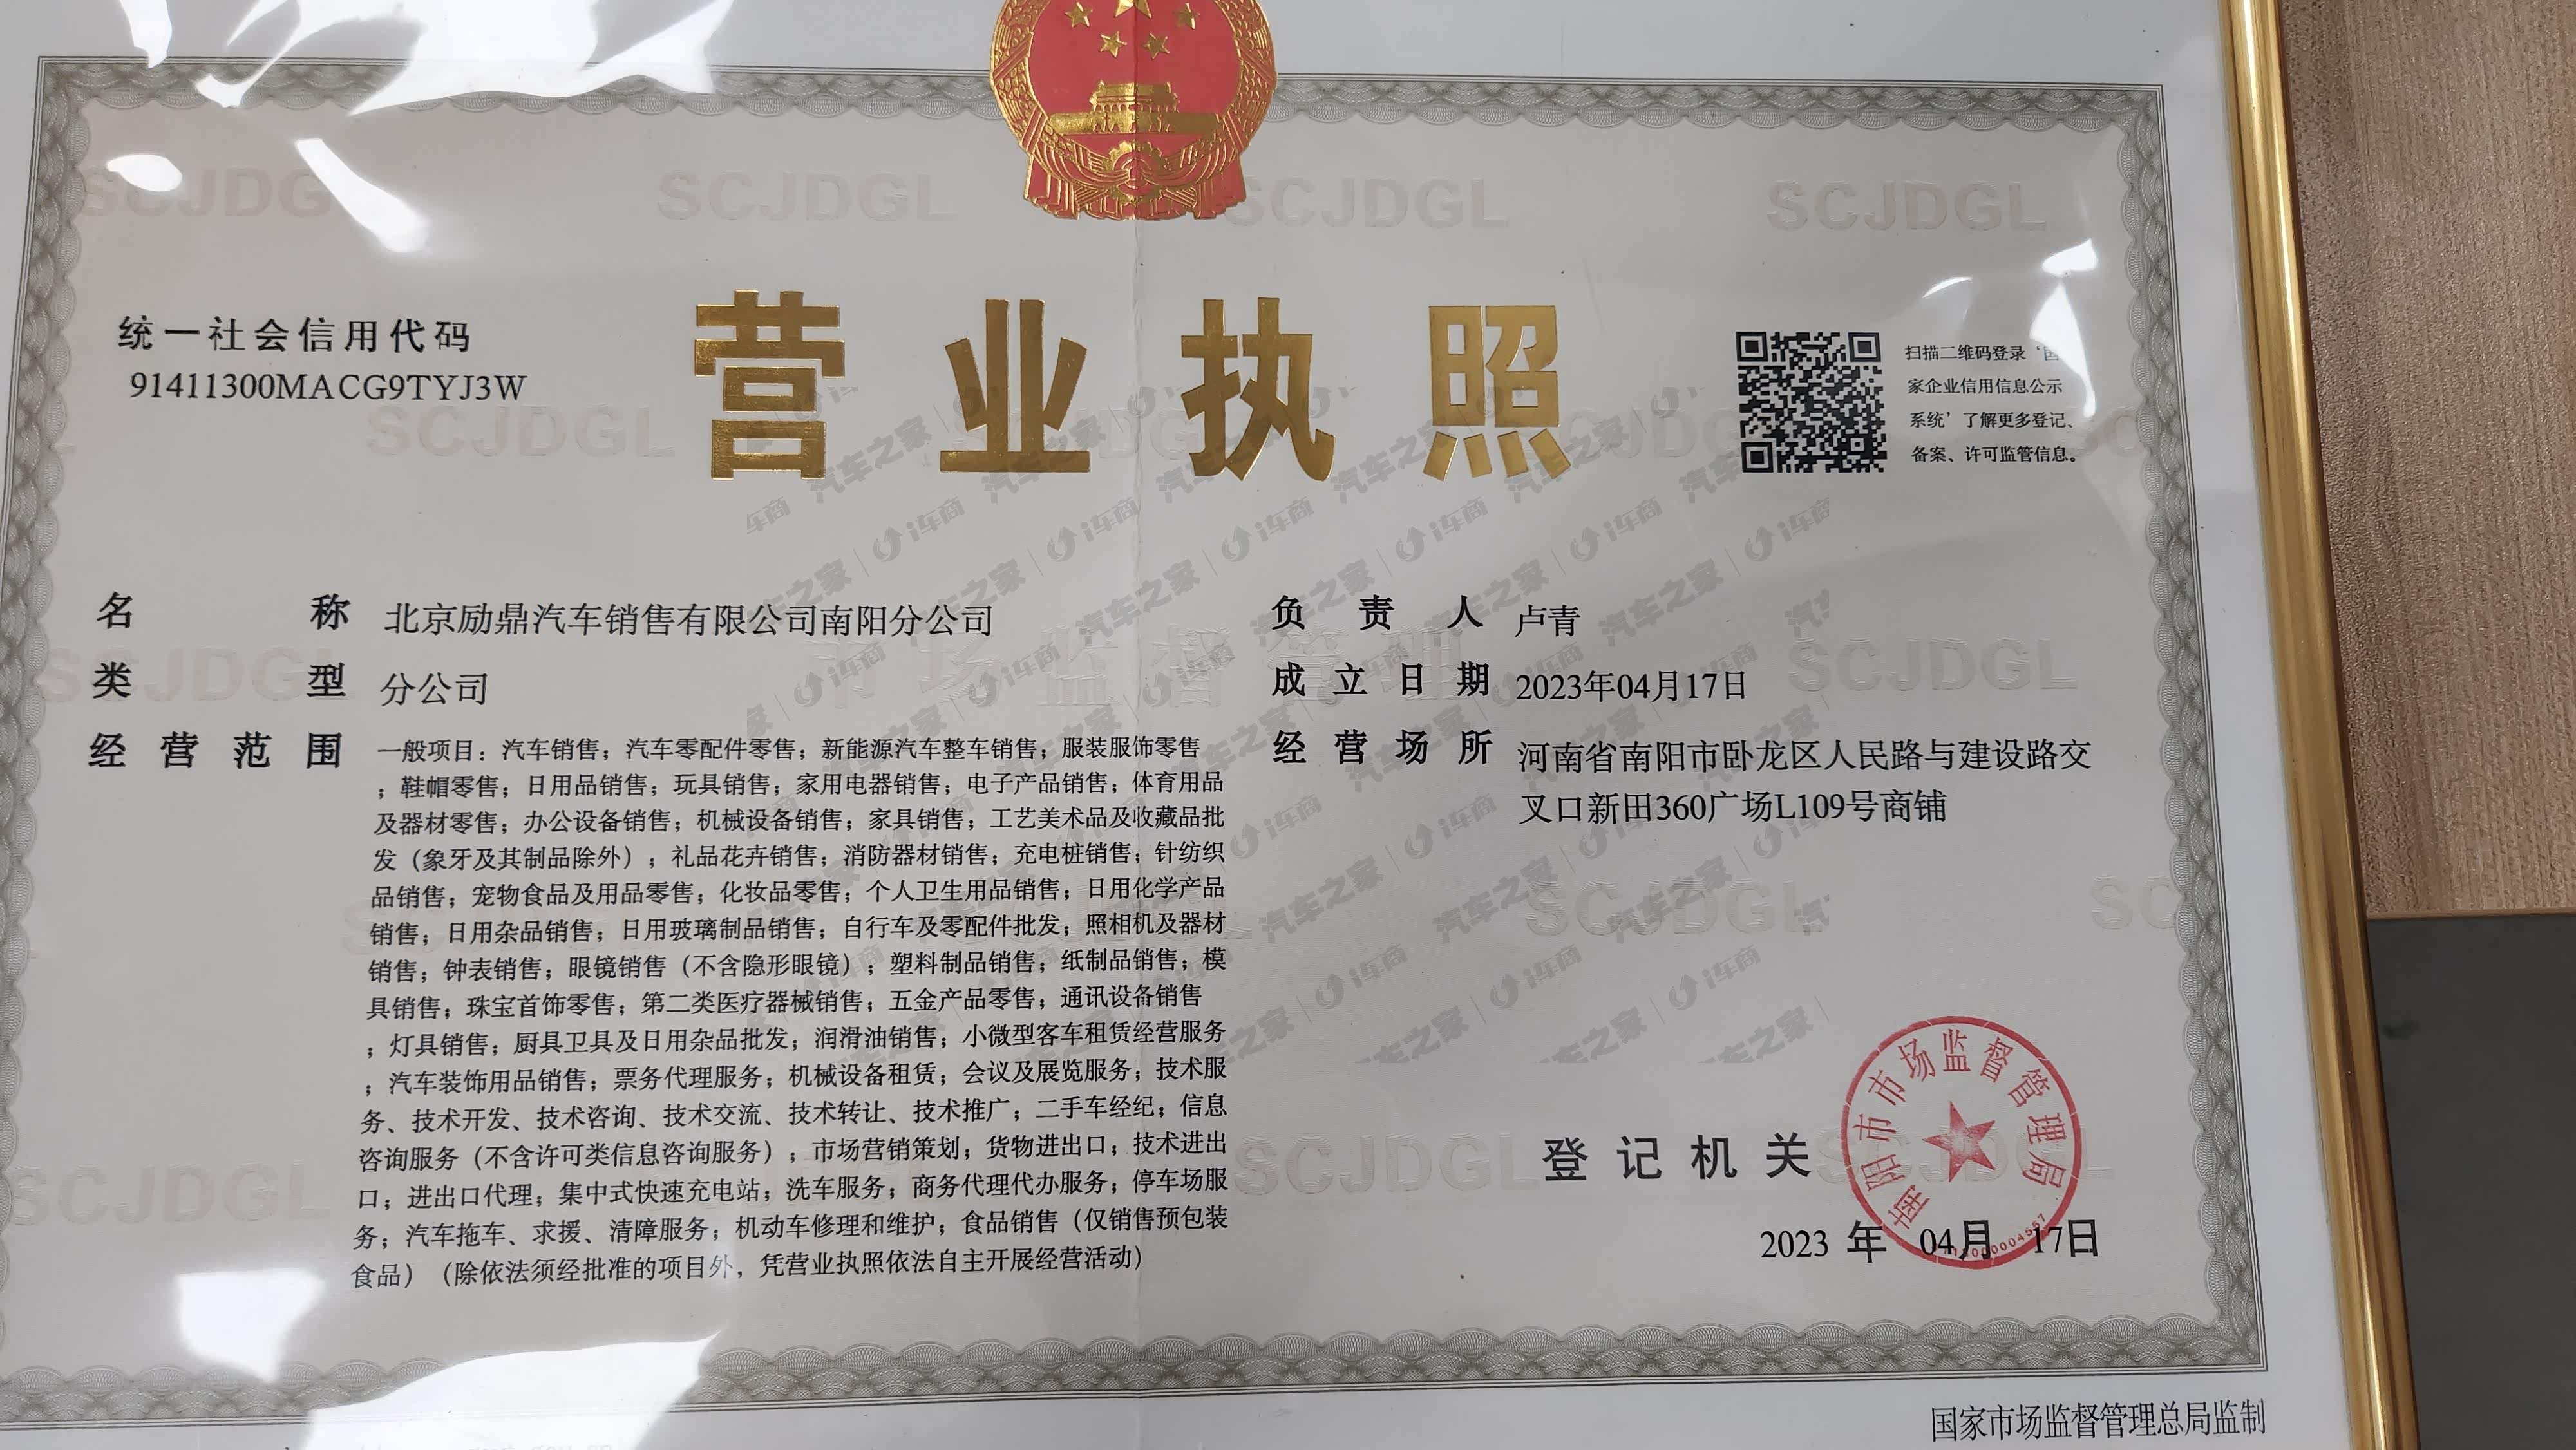 营业执照
统一社会信用代码
91411300MACG9TYJ3W
扫描二维码登录‘国
家企业信用信息公示
系统’了解更多登记、
备案、许可监管信息。
名称 北京励鼎汽车销售有限公司南阳分公司
类型 分公司
经营范围 一般项目：汽车销售；汽车零配件零售；新能源汽车整车销售；服装服饰零售
；鞋帽零售；日用品销售；玩具销售；家用电器销售；电子产品销售；体育用品
及器材零售；办公设备销售；机械设备销售；家具销售；工艺美术品及收藏品批
发（象牙及其制品除外）；礼品花卉销售；消防器材销售；充电桩销售；针纺织
品销售；宠物食品及用品零售；化妆品零售；个人卫生用品销售；日用化学产品
销售；日用杂品销售；日用玻璃制品销售；自行车及零配件批发；照相机及器材
销售；钟表销售；眼镜销售（不含隐形眼镜）；塑料制品销售；纸制品销售；模
具销售；珠宝首饰零售；第二类医疗器械销售；五金产品零售；通讯设备销售
；灯具销售；厨具卫具及日用杂品批发；润滑油销售；小微型客车租赁经营服务
；汽车装饰用品销售；票务代理服务；机械设备租赁；会议及展览服务；技术服
务、技术开发、技术咨询、技术交流、技术转让、技术推广；二手车经纪；信息
咨询服务（不含许可类信息咨询服务）；市场营销策划；货物进出口；技术进出
口；进出口代理；集中式快速充电站；洗车服务；商务代理代办服务；停车场服
务；汽车拖车、求援、清障服务；机动车修理和维护；食品销售（仅销售预包装
食品）（除依法须经批准的项目外，凭营业执照依法自主开展经营活动）
负责人 卢青
成立日期 2023年04月17日
经营场所 河南省南阳市卧龙区人民路与建设路交
叉口新田360广场L109号商铺
登记机关
南阳市市场监督管理局
2023 年 04月 17日
国家市场监督管理总局监制
SCJDGL
市场监督管理
汽车之家 i车商